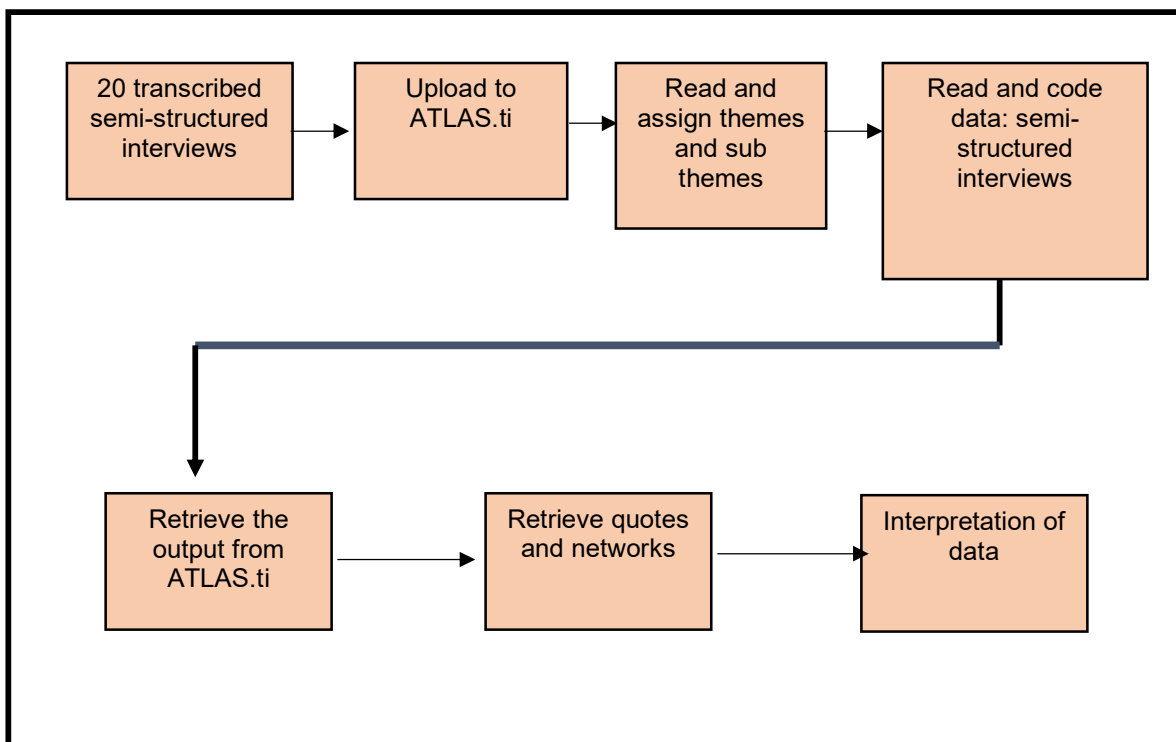 20 transcribed
semi-structured
interviews
Upload to
ATLAS.ti
Read and
assign themes
and sub
themes
Read and code
data: semi-
structured
interviews
Retrieve the
output from
ATLAS.ti
Retrieve quotes
and networks
Interpretation of
data